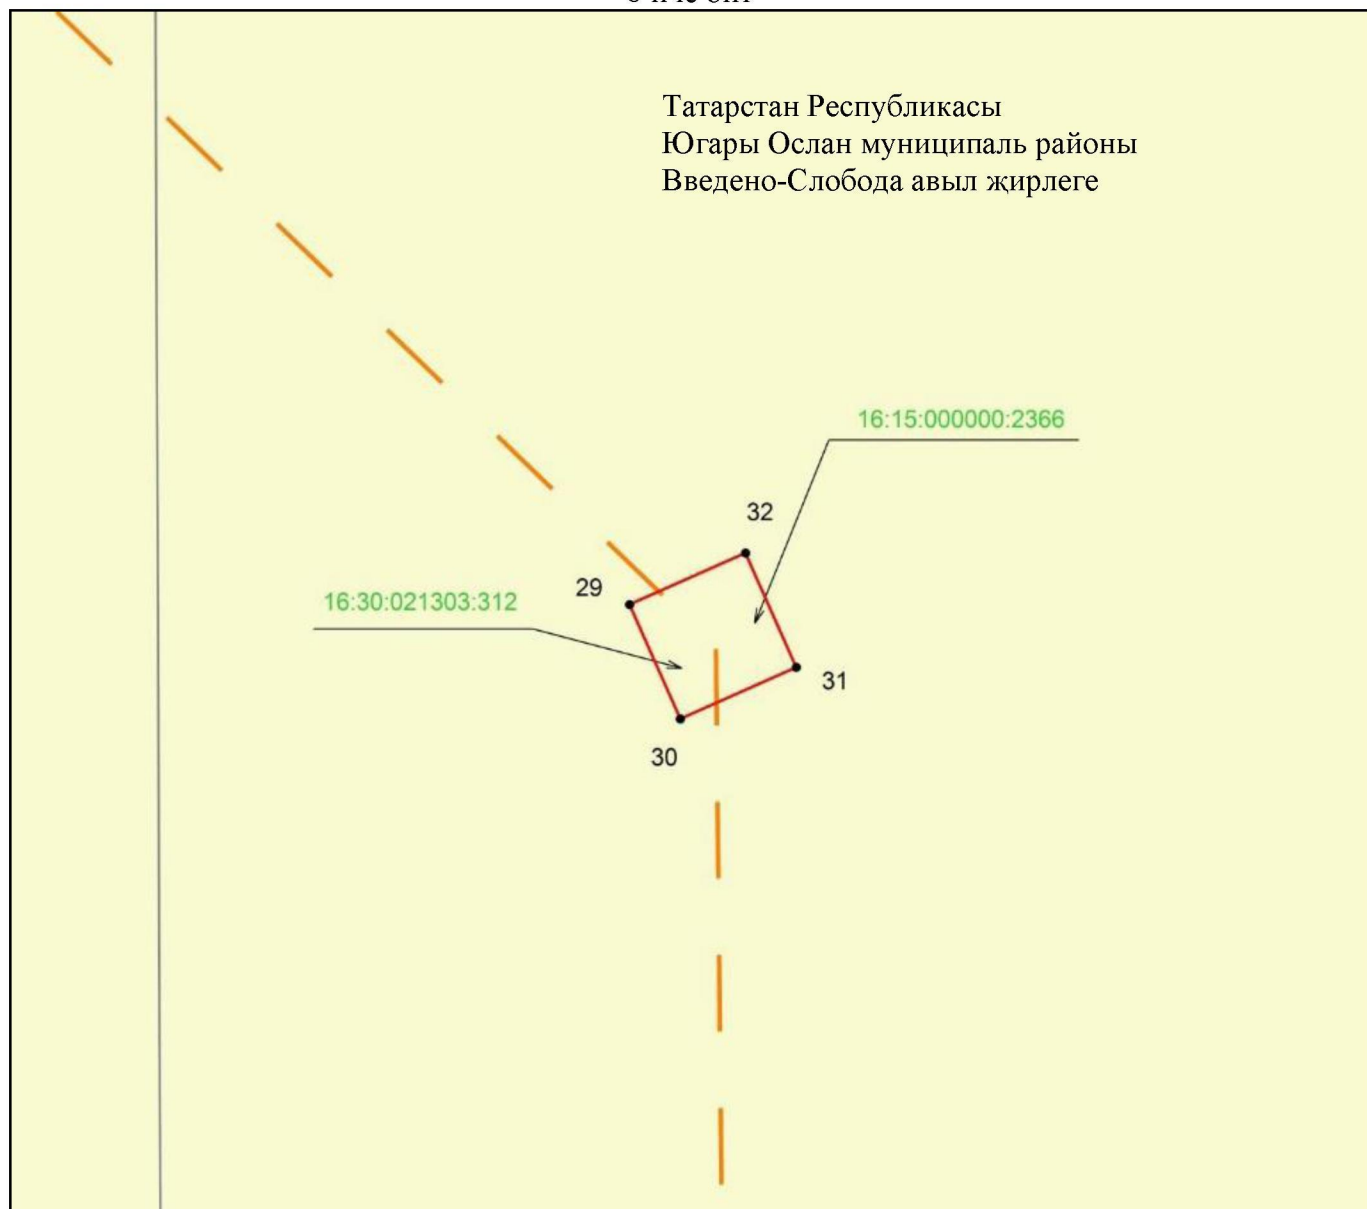 Татарстан Республикасы
Югары Ослан муниципаль районы
Введено-Слобода авыл җирлеге
16:15:000000:2366
32
29
16:30:021303:312
31
30